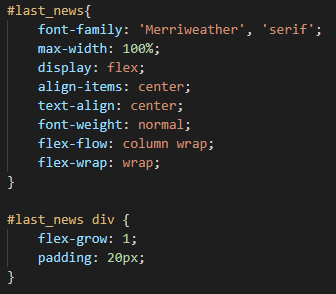 #last_news{
font-family: 'Merriweather', 'serif';
max-width: 100%;
display: flex;
align-items: center;
text-align: center;
font-weight: normal;
flex-flow: column wrap;
flex-wrap: wrap;
}
#last_news div {
flex-grow: 1;
padding: 20px;
}